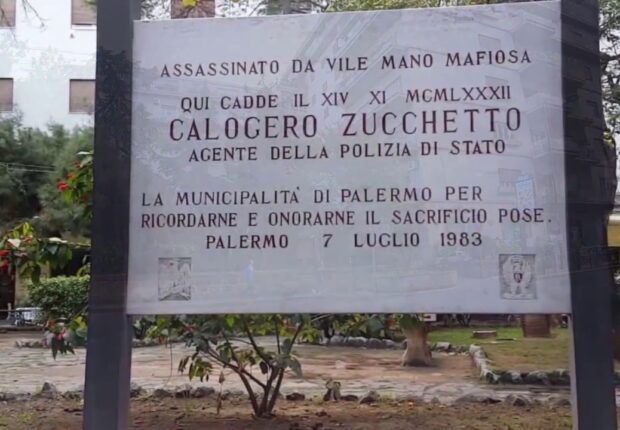 ASSASSINATO DA VILE MANO MAFIOSA
QUI CADDE IL XIV XI MCMLXXXII
CALOGERO ZUCCHETTO
AGENTE DELLA POLIZIA DI STATO
LA MUNICIPALITA' DI PALERMO PER
RICORDARNE E ONORARNE IL SACRIFICIO POSE.
PALERMO 7 LUGLIO 1983